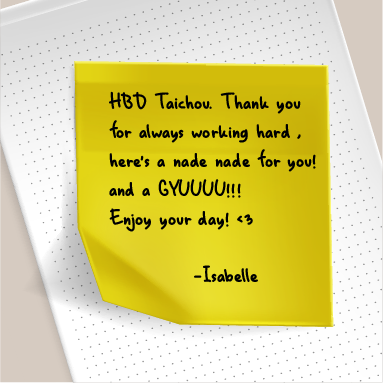 HBD Taichou. Thank you
for always working hard ,
here's a nade nade for you!
and a GYUUUU!!!
Enjoy your day! <3
-Isabelle